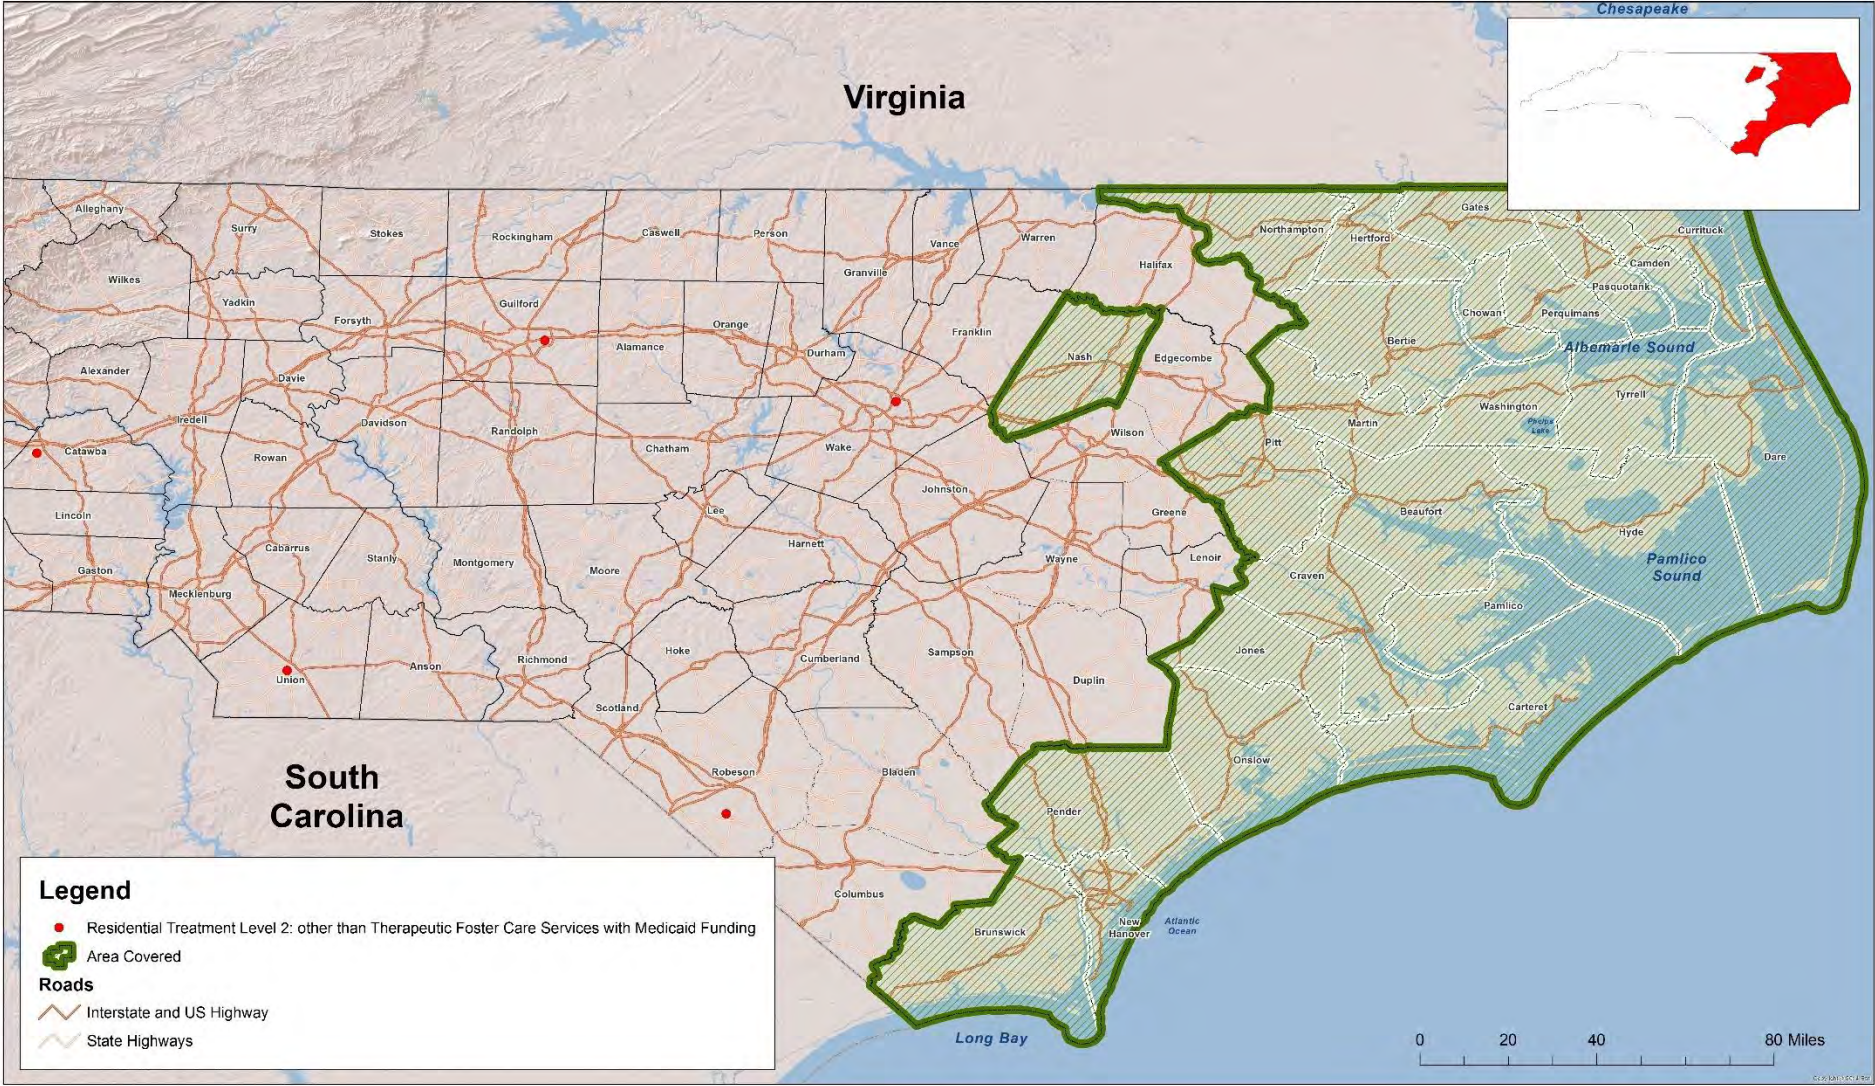 Chesapeake
Virginia
Alleghany
Surry
Stokes
Rockingham
Caswell
Person
Granville
Vance
Warren
Halifax
Northampton
Hertford
Gates
Currituck
Camden
Pasquotank
Perquimans
Chowan
Bertie
Albemarle Sound
Wilkes
Yadkin
Forsyth
Guilford
Alamance
Orange
Durham
Franklin
Nash
Edgecombe
Alexander
Davie
Iredell
Davidson
Randolph
Chatham
Wake
Wilson
Pitt
Martin
Washington
Phelps
Lake
Tyrrell
Dare
Catawba
Rowan
Lincoln
Cabarrus
Stanly
Montgomery
Moore
Lee
Harnett
Johnston
Greene
Wayne
Lenoir
Beaufort
Hyde
Pamlico
Sound
Craven
Pamlico
Gaston
Mecklenburg
Union
Anson
Richmond
Hoke
Scotland
Cumberland
Sampson
Duplin
Jones
Carteret
Onslow
South
Carolina
Robeson
Bladen
Pender
Columbus
Brunswick
New
Hanover
Atlantic
Ocean
Long Bay
Legend
Residential Treatment Level 2: other than Therapeutic Foster Care Services with Medicaid Funding
Area Covered
Roads
Interstate and US Highway
State Highways
0 20 40 80 Miles